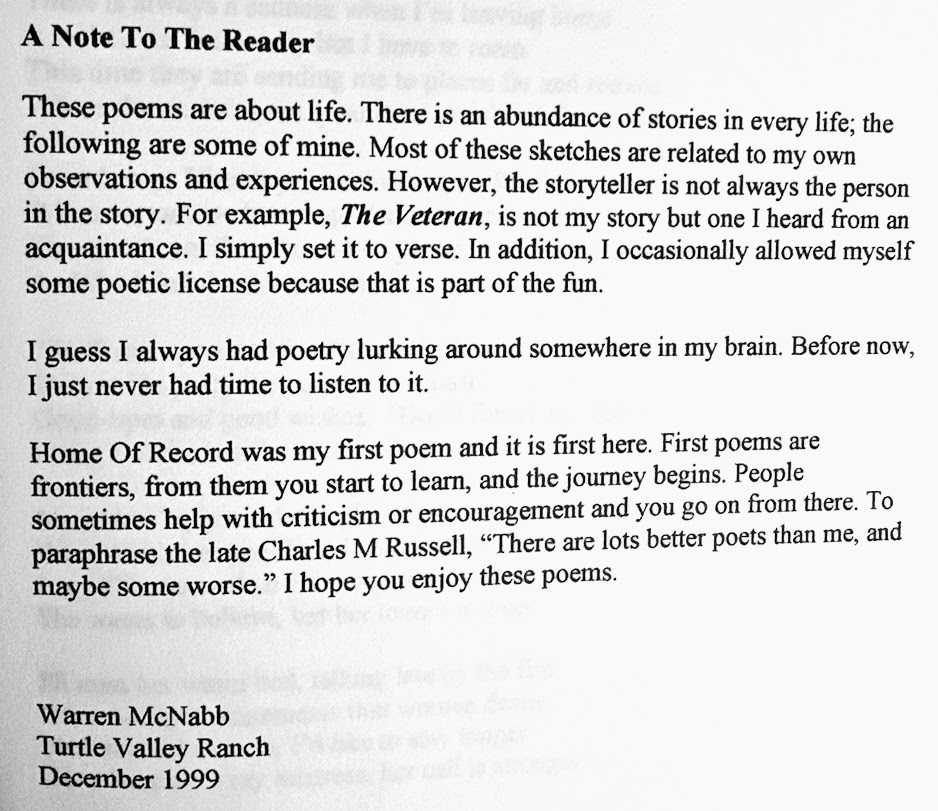 A Note To The Reader
These poems are about life. There is an abundance of stories in every life; the
following are some of mine. Most of these sketches are related to my own
observations and experiences. However, the storyteller is not always the person
in the story. For example, The Veteran, is not my story but one I heard from an
acquaintance. I simply set it to verse. In addition, I occasionally allowed myself
some poetic license because that is part of the fun.
I guess I always had poetry lurking around somewhere in my brain. Before now,
I just never had time to listen to it.
Home Of Record was my first poem and it is first here. First poems are
frontiers, from them you start to learn, and the journey begins. People
sometimes help with criticism or encouragement and you go on from there. To
paraphrase the late Charles M Russell, “There are lots better poets than me, and
maybe some worse.” I hope you enjoy these poems.
Warren McNabb
Turtle Valley Ranch
December 1999